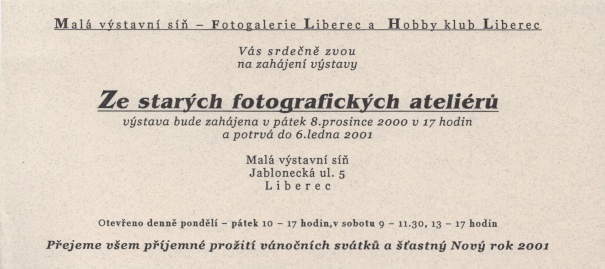 Malá výstavní síň – Fotogalerie Liberec a Hobby klub Liberec
Vás srdečně zvou
na zahájení výstavy
Ze starých fotografických ateliérů
výstava bude zahájena v pátek 8.prosince 2000 v 17 hodin
a potrvá do 6.ledna 2001
Malá výstavní síň
Jablonecká ul. 5
Liberec
Otevřeno denně pondělí – pátek 10 – 17 hodin,v sobotu 9 – 11.30, 13 – 17 hodin
Přejeme všem příjemné prožití vánočních svátků a šťastný Nový rok 2001